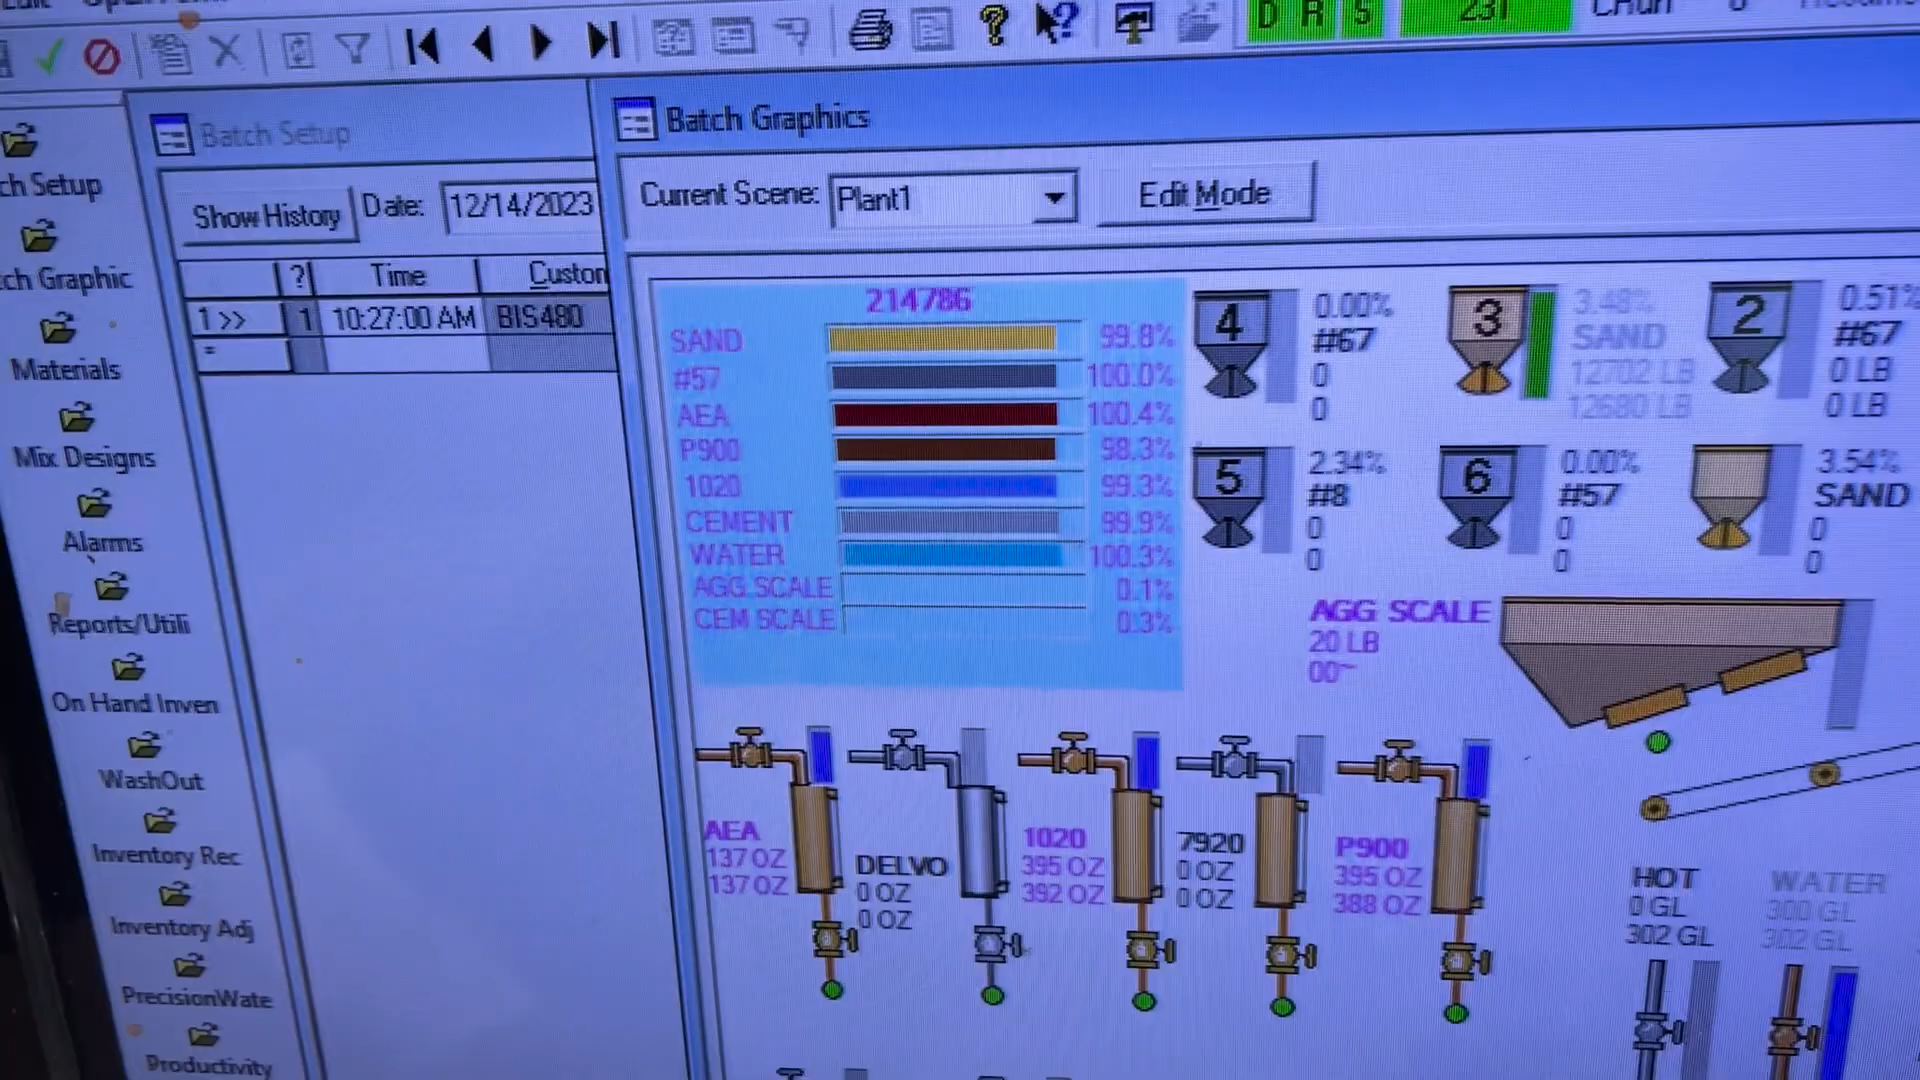 D R S
231
Batch Setup
Batch Graphics
ch Setup
Show History
Date:
12/14/2023
Current Scene:
Plant1
Edit Mode
ch Graphic
?
Time
Custom
1 >>
1
10:27:00 AM
BIS480
*
Materials
Mix Designs
Alarms
Reports/Utili
On Hand Inven
WashOut
Inventory Rec
Inventory Adj
PrecisionWate
Productivity
214786
SAND 99.8%
#57 100.0%
AEA 100.4%
P900 98.3%
1020 99.3%
CEMENT 99.9%
WATER 100.3%
AGG SCALE 0.1%
CEM SCALE 0.3%
4
0.00%
#67
0
0
3
3.48%
SAND
12702 LB
12680 LB
2
0.51%
#67
0 LB
0 LB
5
2.34%
#8
0
0
6
0.00%
#57
0
0
3.54%
SAND
0
0
AGG SCALE
20 LB
00~
AEA
137 OZ
137 OZ
DELVO
0 OZ
0 OZ
1020
395 OZ
392 OZ
7920
0 OZ
0 OZ
P900
395 OZ
388 OZ
HOT
0 GL
302 GL
WATER
300 GL
302 GL